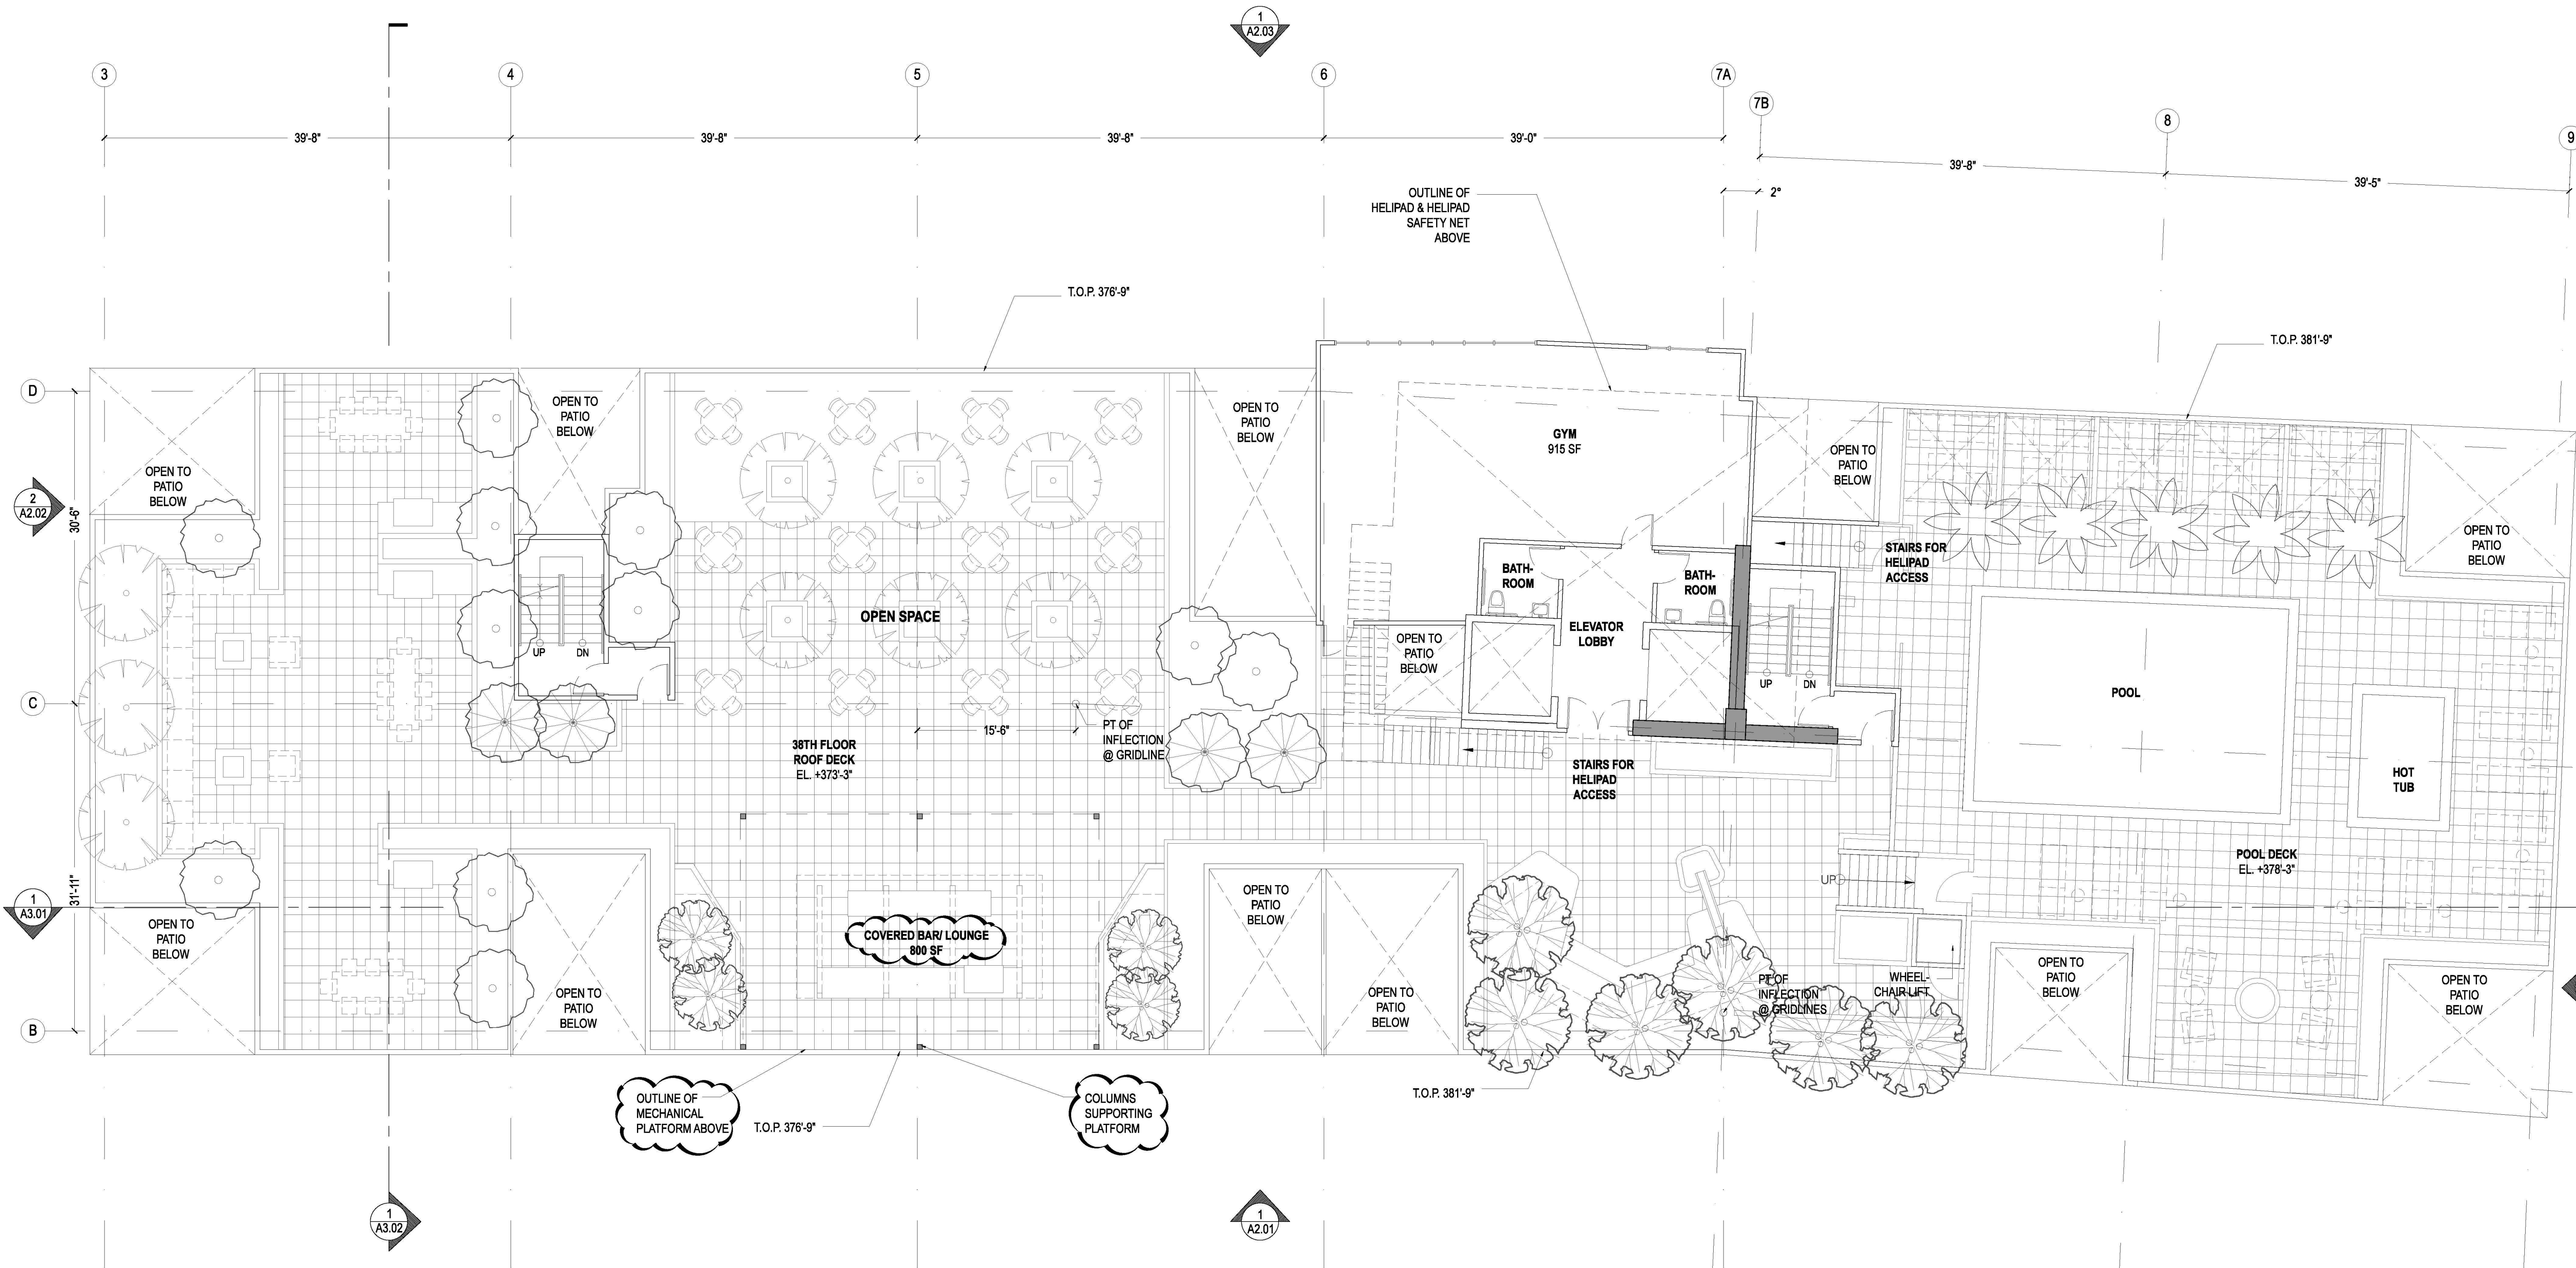 1
A2.03
3
4
5
6
7A
7B
8
9
39'-8"
39'-8"
39'-8"
39'-0"
39'-8"
39'-5"
2°
OUTLINE OF
HELIPAD & HELIPAD
SAFETY NET
ABOVE
T.O.P. 376'-9"
T.O.P. 381'-9"
D
OPEN TO
PATIO
BELOW
OPEN TO
PATIO
BELOW
OPEN TO
PATIO
BELOW
GYM
915 SF
OPEN TO
PATIO
BELOW
OPEN TO
PATIO
BELOW
2
A2.02
30'-6"
STAIRS FOR
HELIPAD
ACCESS
BATH-
ROOM
BATH-
ROOM
OPEN SPACE
ELEVATOR
LOBBY
OPEN TO
PATIO
BELOW
UP
DN
UP
DN
POOL
C
15'-6"
PT OF
INFLECTION
@ GRIDLINE
38TH FLOOR
ROOF DECK
EL. +373'-3"
STAIRS FOR
HELIPAD
ACCESS
HOT
TUB
POOL DECK
EL. +378'-3"
UP
31'-11"
1
A3.01
OPEN TO
PATIO
BELOW
OPEN TO
PATIO
BELOW
COVERED BAR/ LOUNGE
800 SF
OPEN TO
PATIO
BELOW
OPEN TO
PATIO
BELOW
PT OF
INFLECTION
@ GRIDLINES
WHEEL-
CHAIR LIFT
OPEN TO
PATIO
BELOW
OPEN TO
PATIO
BELOW
B
OUTLINE OF
MECHANICAL
PLATFORM ABOVE
T.O.P. 376'-9"
COLUMNS
SUPPORTING
PLATFORM
T.O.P. 381'-9"
1
A3.02
1
A2.01